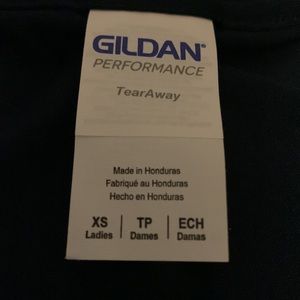 GILDAN®
PERFORMANCE
TearAway
Made in Honduras
Fabriqué au Honduras
Hecho en Honduras
XS | TP | ECH
Ladies | Dames | Damas